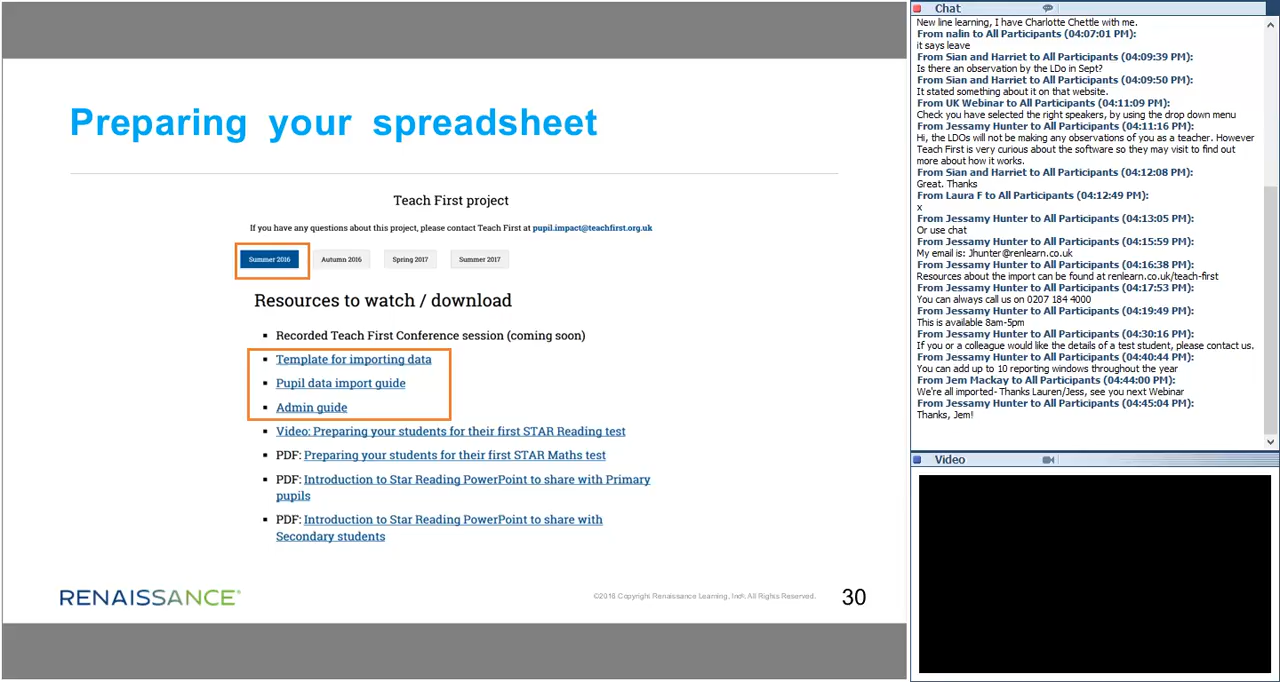 Preparing your spreadsheet
Teach First project
If you have any questions about this project, please contact Teach First at pupil.impact@teachfirst.org.uk
Summer 2016
Autumn 2016
Spring 2017
Summer 2017
Resources to watch / download
Recorded Teach First Conference session (coming soon)
Template for importing data
Pupil data import guide
Admin guide
Video: Preparing your students for their first STAR Reading test
PDF: Preparing your students for their first STAR Maths test
PDF: Introduction to Star Reading PowerPoint to share with Primary
pupils
PDF: Introduction to Star Reading PowerPoint to share with
Secondary students
RENAISSANCE®
©2016 Copyright Renaissance Learning, Inc. All Rights Reserved.
30
Chat
New line learning, I have Charlotte Chettle with me.
From nalin to All Participants (04:07:01 PM):
it says leave
From Sian and Harriet to All Participants (04:09:39 PM):
Is there an observation by the LDo in Sept?
From Sian and Harriet to All Participants (04:09:50 PM):
It stated something about it on that website.
From UK Webinar to All Participants (04:11:09 PM):
Check you have selected the right speakers, by using the drop down menu
From Jessamy Hunter to All Participants (04:11:16 PM):
Hi, the LDOs will not be making any observations of you as a teacher. However
Teach First is very curious about the software so they may visit to find out
more about how it works.
From Sian and Harriet to All Participants (04:12:08 PM):
Great. Thanks
From Laura F to All Participants (04:12:49 PM):
x
From Jessamy Hunter to All Participants (04:13:05 PM):
Or use chat
From Jessamy Hunter to All Participants (04:15:59 PM):
My email is: Jhunter@renlearn.co.uk
From Jessamy Hunter to All Participants (04:16:38 PM):
Resources about the import can be found at renlearn.co.uk/teach-first
From Jessamy Hunter to All Participants (04:17:53 PM):
You can always call us on 0207 184 4000
From Jessamy Hunter to All Participants (04:19:49 PM):
This is available 8am-5pm
From Jessamy Hunter to All Participants (04:30:16 PM):
If you or a colleague would like the details of a test student, please contact us.
From Jessamy Hunter to All Participants (04:40:44 PM):
You can add up to 10 reporting windows throughout the year
From Jem Mackay to All Participants (04:44:00 PM):
We're all imported- Thanks Lauren/Jess, see you next Webinar
From Jessamy Hunter to All Participants (04:45:04 PM):
Thanks, Jem!
Video